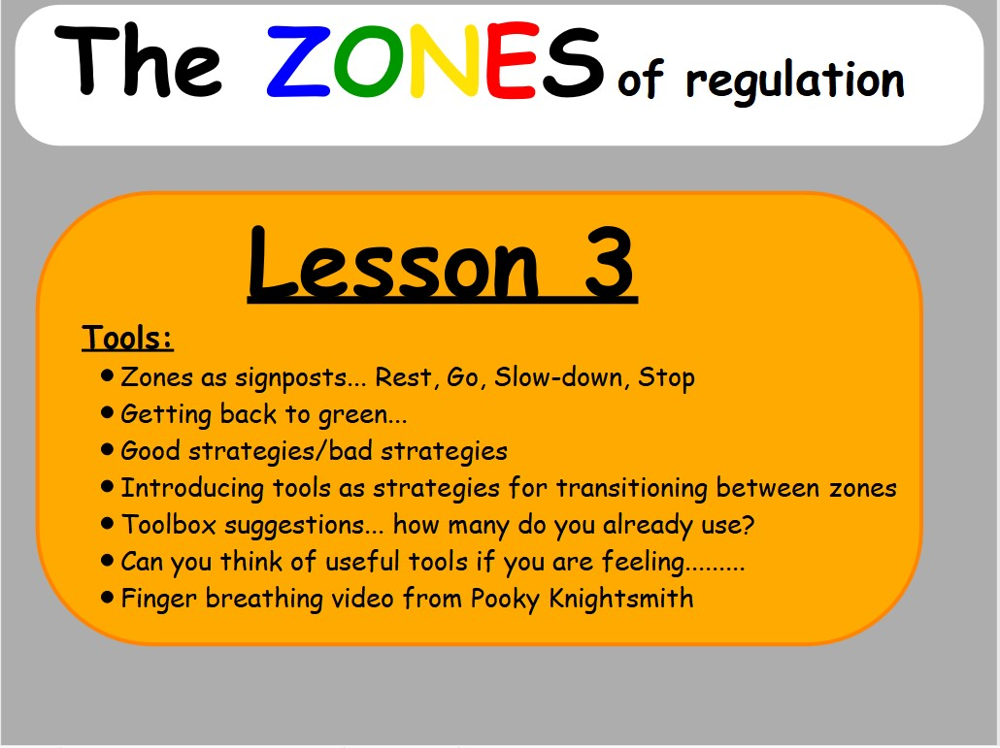 The ZONES of regulation
Lesson 3
Tools:
• Zones as signposts... Rest, Go, Slow-down, Stop
• Getting back to green...
• Good strategies/bad strategies
• Introducing tools as strategies for transitioning between zones
• Toolbox suggestions... how many do you already use?
• Can you think of useful tools if you are feeling.........
• Finger breathing video from Pooky Knightsmith